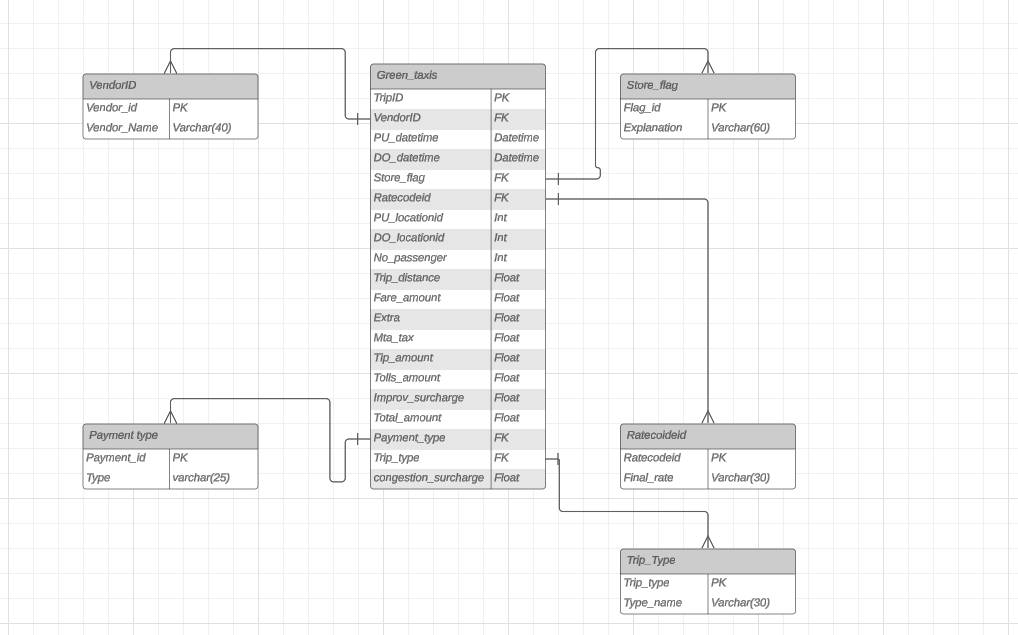 VendorID
Vendor_id PK
Vendor_Name Varchar(40)
Green_taxis
TripID PK
VendorID FK
PU_datetime Datetime
DO_datetime Datetime
Store_flag FK
Ratecodeid FK
PU_locationid Int
DO_locationid Int
No_passenger Int
Trip_distance Float
Fare_amount Float
Extra Float
Mta_tax Float
Tip_amount Float
Tolls_amount Float
Improv_surcharge Float
Total_amount Float
Payment_type FK
Trip_type FK
congestion_surcharge Float
Store_flag
Flag_id PK
Explanation Varchar(60)
Payment type
Payment_id PK
Type varchar(25)
Ratecoideid
Ratecodeid PK
Final_rate Varchar(30)
Trip_Type
Trip_type PK
Type_name Varchar(30)